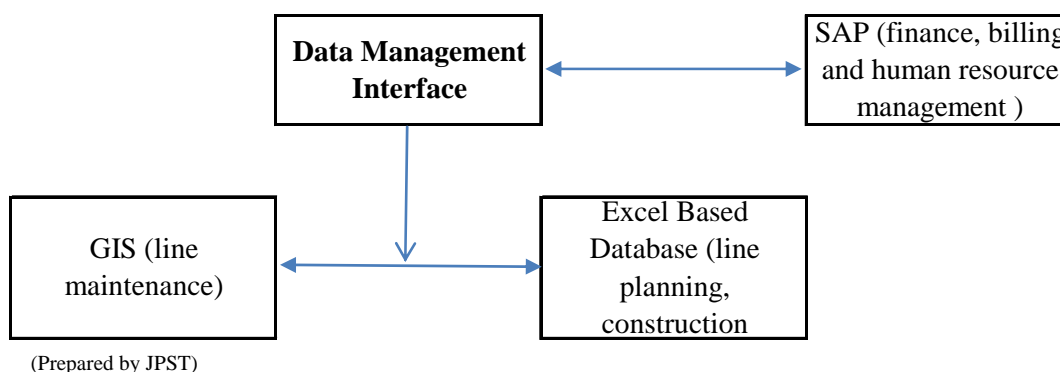 Data Management
Interface
SAP (finance, billing
and human resource
management )
GIS (line
maintenance)
Excel Based
Database (line
planning,
construction
(Prepared by JPST)